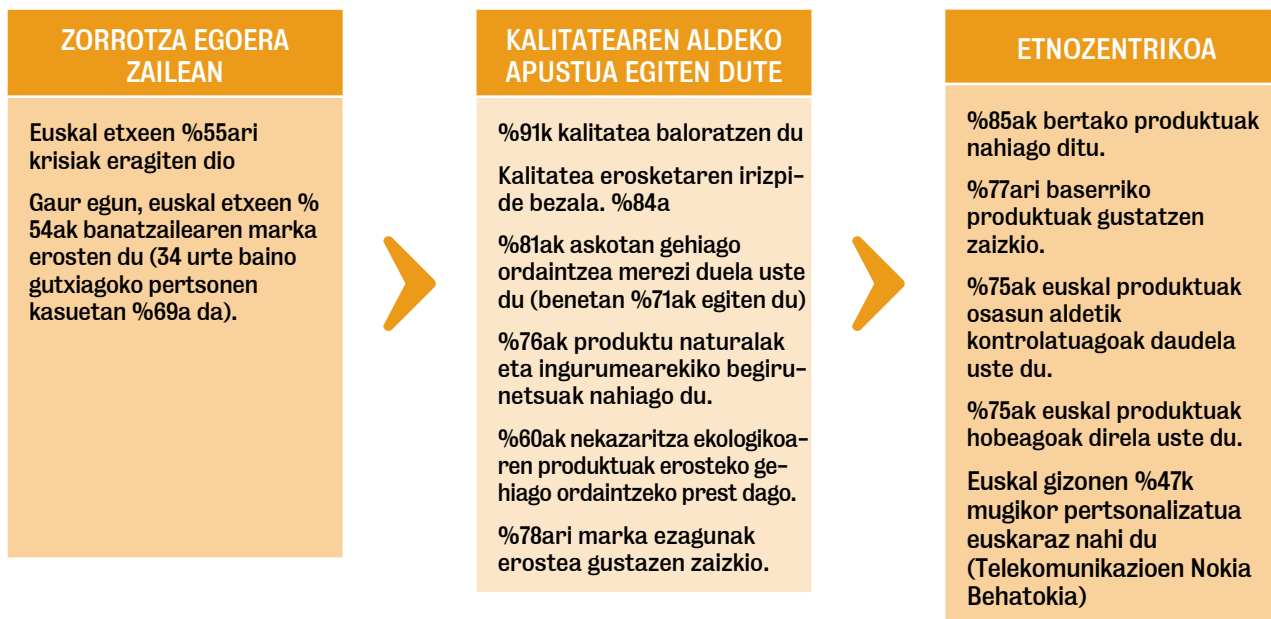 ZORROTZA EGOERA
ZAILEAN
Euskal etxeen %55ari
krisiak eragiten dio
Gaur egun, euskal etxeen %
54ak banatzailearen marka
erosten du (34 urte baino
gutxiagoko pertsonen
kasuetan %69a da).
KALITATEAREN ALDEKO
APUSTUA EGITEN DUTE
%91k kalitatea baloratzen du
Kalitatea erosketaren irizpi-
de bezala. %84a
%81ak askotan gehiago
ordaintzea merezi duela uste
du (benetan %71ak egiten du)
%76ak produktu naturalak
eta ingurumearekiko begiru-
netsuak nahiago du.
%60ak nekazaritza ekologikoa-
ren produktuak erosteko ge-
hiago ordaintzeko prest dago.
%78ari marka ezagunak
erostea gustazen zaizkio.
ETNOZENTRIKOA
%85ak bertako produktuak
nahiago ditu.
%77ari baserriko
produktuak gustatzen
zaizkio.
%75ak euskal produktuak
osasun aldetik
kontrolatuagoak daudela
uste du.
%75ak euskal produktuak
hobeagoak direla uste du.
Euskal gizonen %47k
mugikor pertsonalizatua
euskaraz nahi du
(Telekomunikazioen Nokia
Behatokia)